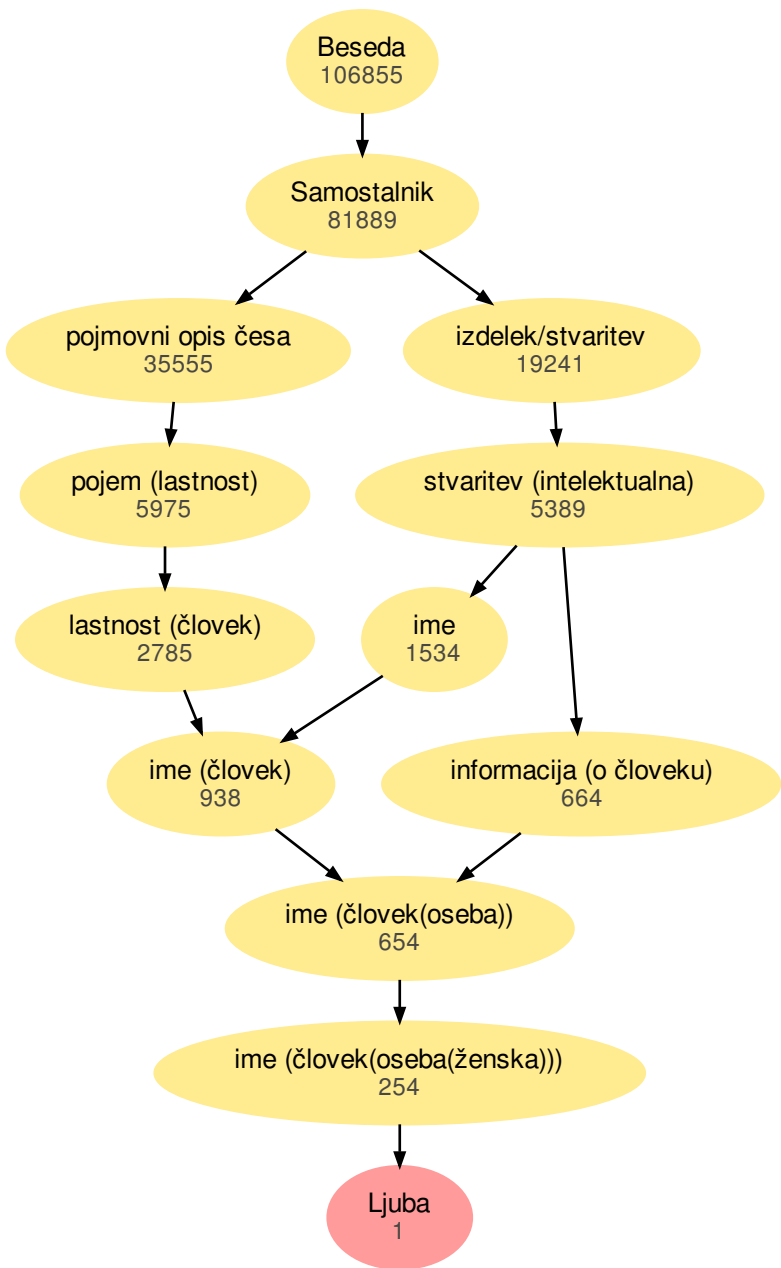 Beseda
106855
Samostalnik
81889
pojmovni opis česa
35555
izdelek/stvaritev
19241
pojem (lastnost)
5975
stvaritev (intelektualna)
5389
lastnost (človek)
2785
ime
1534
ime (človek)
938
informacija (o človeku)
664
ime (človek(oseba))
654
ime (človek(oseba(ženska)))
254
Ljuba
1